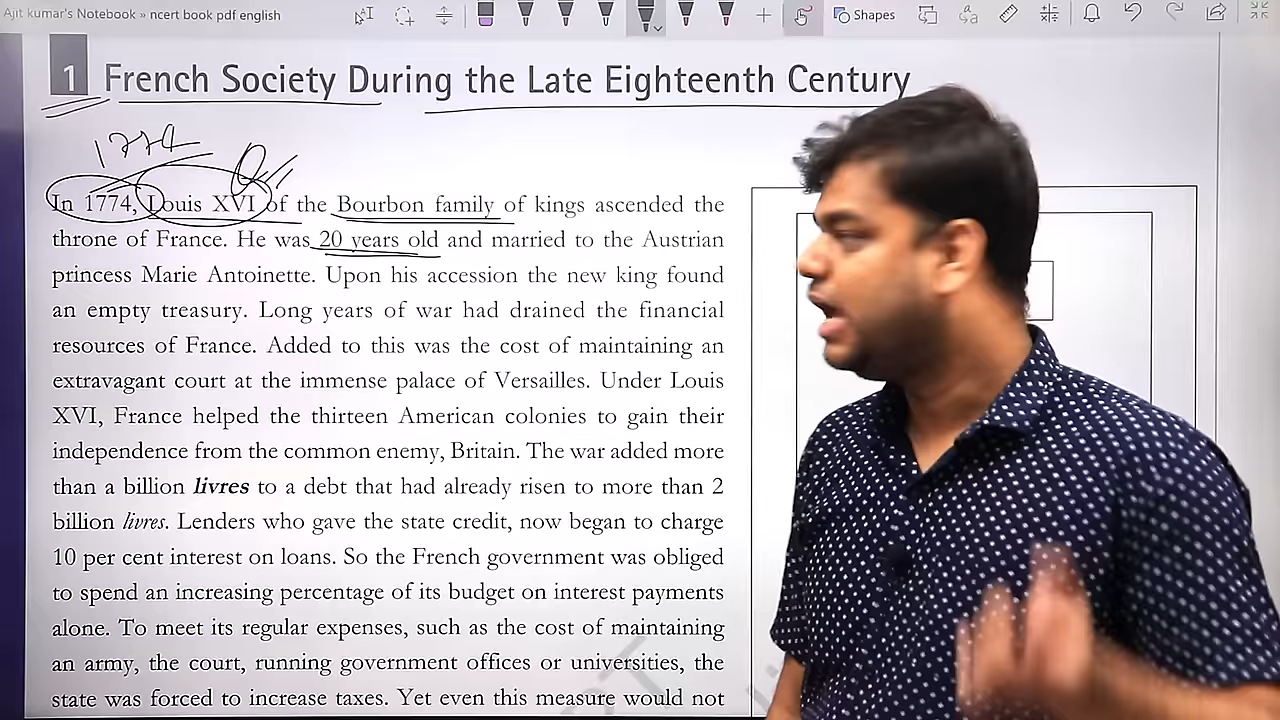 Ajit kumar's Notebook » ncert book pdf english
Shapes
1 French Society During the Late Eighteenth Century
1774
In 1774, Louis XVI of the Bourbon family of kings ascended the
throne of France. He was 20 years old and married to the Austrian
princess Marie Antoinette. Upon his accession the new king found
an empty treasury. Long years of war had drained the financial
resources of France. Added to this was the cost of maintaining an
extravagant court at the immense palace of Versailles. Under Louis
XVI, France helped the thirteen American colonies to gain their
independence from the common enemy, Britain. The war added more
than a billion livres to a debt that had already risen to more than 2
billion livres. Lenders who gave the state credit, now began to charge
10 per cent interest on loans. So the French government was obliged
to spend an increasing percentage of its budget on interest payments
alone. To meet its regular expenses, such as the cost of maintaining
an army, the court, running government offices or universities, the
state was forced to increase taxes. Yet even this measure would not